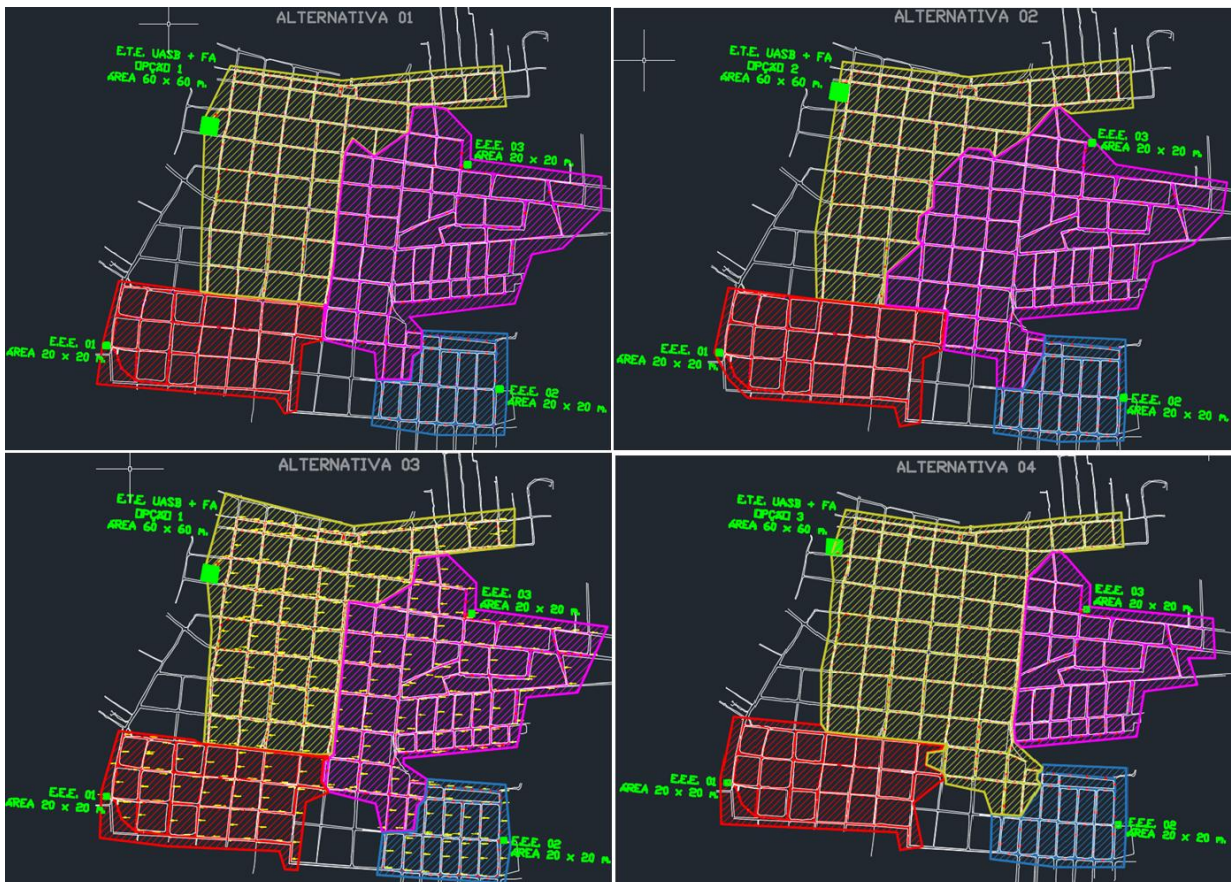 ALTERNATIVA 01
E.T.E. UASB + FA
OPÇÃO 1
ÁREA 60 x 60 m.
E.E.E. 03
ÁREA 20 x 20 m.
E.E.E. 01
ÁREA 20 x 20 m.
E.E.E. 02
ÁREA 20 x 20 m.
ALTERNATIVA 02
E.T.E. UASB + FA
OPÇÃO 2
ÁREA 60 x 60 m.
E.E.E. 03
ÁREA 20 x 20 m.
E.E.E. 01
ÁREA 20 x 20 m.
E.E.E. 02
ÁREA 20 x 20 m.
ALTERNATIVA 03
E.T.E. UASB + FA
OPÇÃO 1
ÁREA 60 x 60 m.
E.E.E. 03
ÁREA 20 x 20 m.
E.E.E. 01
ÁREA 20 x 20 m.
E.E.E. 02
ÁREA 20 x 20 m.
ALTERNATIVA 04
E.T.E. UASB + FA
OPÇÃO 3
ÁREA 60 x 60 m.
E.E.E. 03
ÁREA 20 x 20 m.
E.E.E. 01
ÁREA 20 x 20 m.
E.E.E. 02
ÁREA 20 x 20 m.